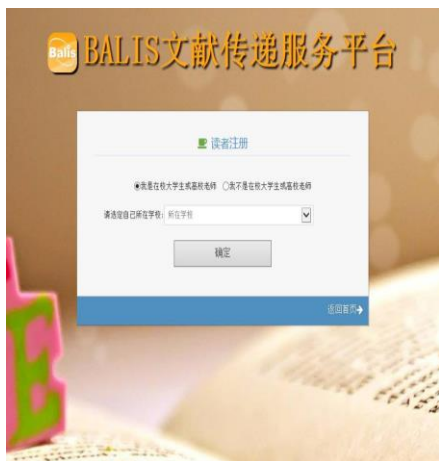 Balis BALIS文献传递服务平台
读者注册
我是在校大学生或高校老师 我不是在校大学生或高校老师
请选定自己所在学校: 所在学校
确定
返回首页
E